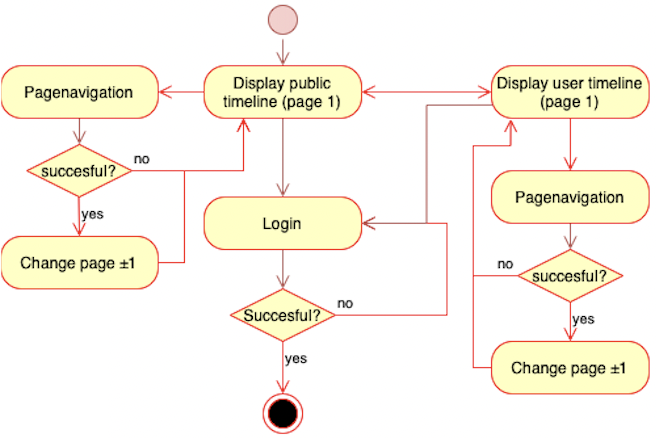 Display public
timeline (page 1)
Pagenavigation
succesful?
no
yes
Change page ±1
Login
Succesful?
no
yes
Display user timeline
(page 1)
Pagenavigation
succesful?
no
yes
Change page ±1